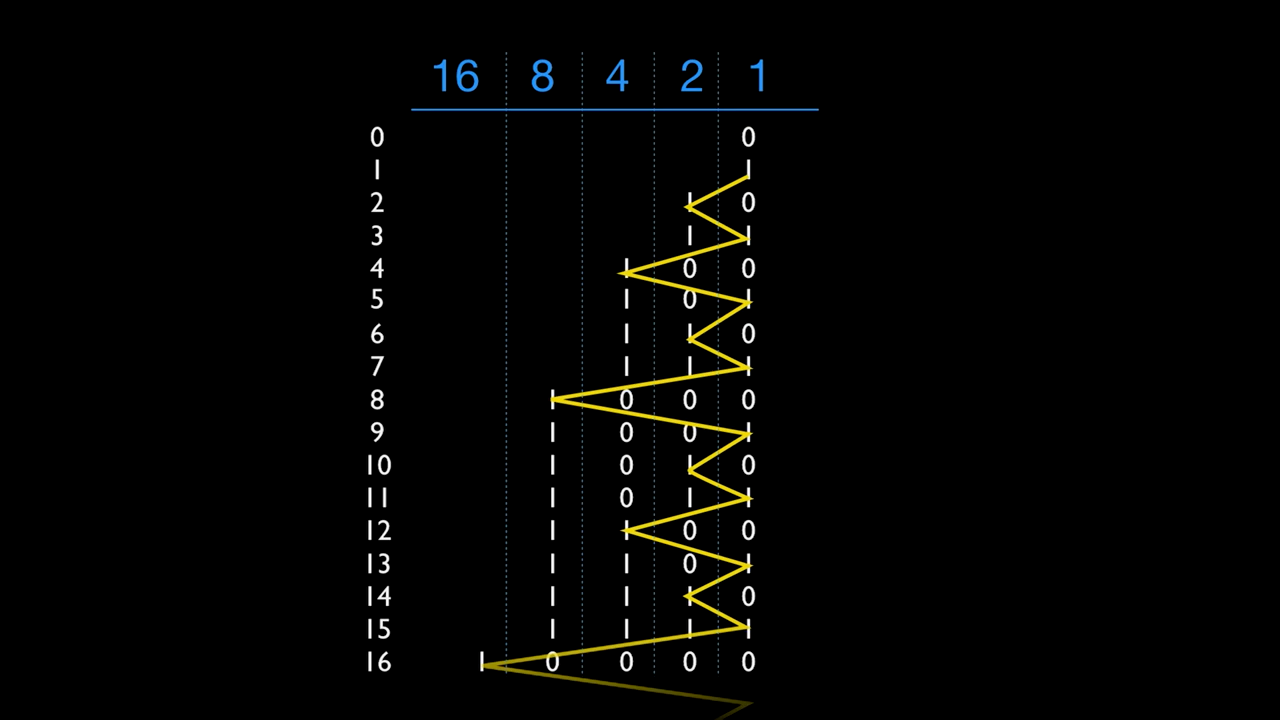 16 8 4 2 1
0 0
1 1
2 1 0
3 1 1
4 1 0 0
5 1 0 1
6 1 1 0
7 1 1 1
8 1 0 0 0
9 1 0 0 1
10 1 0 1 0
11 1 0 1 1
12 1 1 0 0
13 1 1 0 1
14 1 1 1 0
15 1 1 1 1
16 1 0 0 0 0